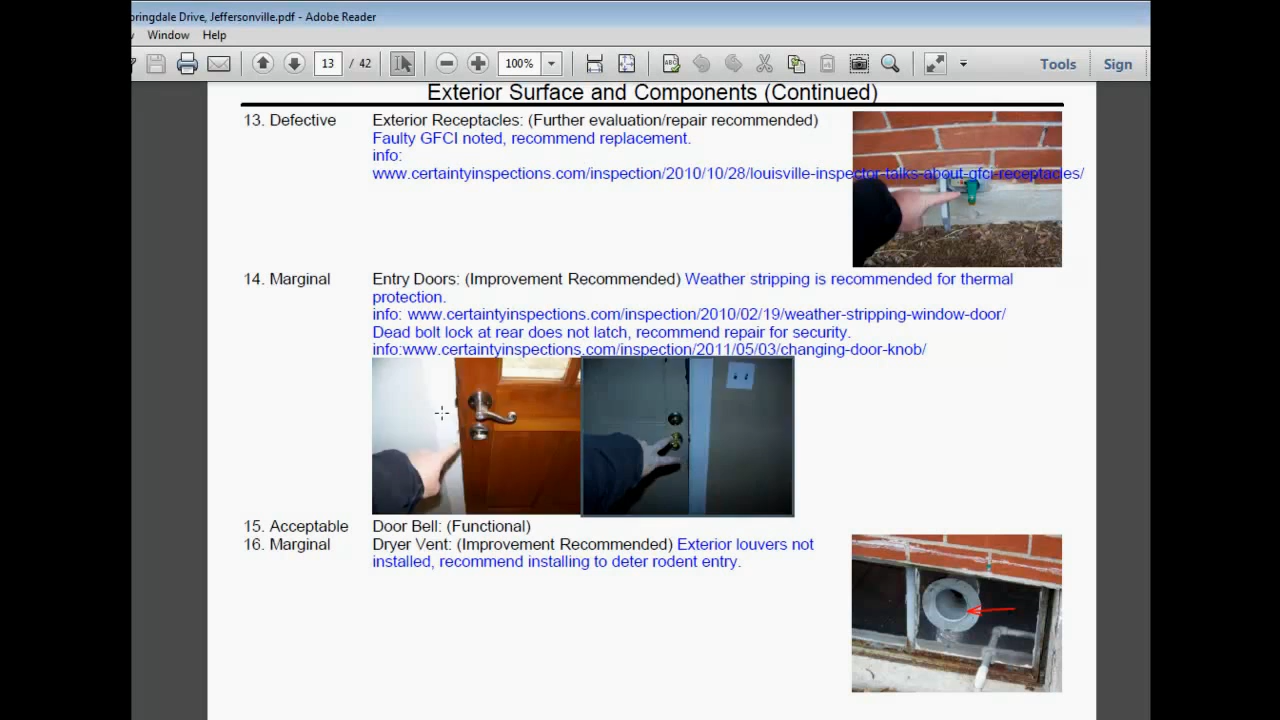 pringdale Drive, Jeffersonville.pdf - Adobe Reader
Window Help
13 / 42 100% Tools Sign
Exterior Surface and Components (Continued)
13. Defective Exterior Receptacles: (Further evaluation/repair recommended)
Faulty GFCI noted, recommend replacement.
info:
www.certaintyinspections.com/inspection/2010/10/28/louisville-inspector-talks-about-gfci-receptacles/
14. Marginal Entry Doors: (Improvement Recommended) Weather stripping is recommended for thermal
protection.
info: www.certaintyinspections.com/inspection/2010/02/19/weather-stripping-window-door/
Dead bolt lock at rear does not latch, recommend repair for security.
info:www.certaintyinspections.com/inspection/2011/05/03/changing-door-knob/
15. Acceptable Door Bell: (Functional)
16. Marginal Dryer Vent: (Improvement Recommended) Exterior louvers not
installed, recommend installing to deter rodent entry.